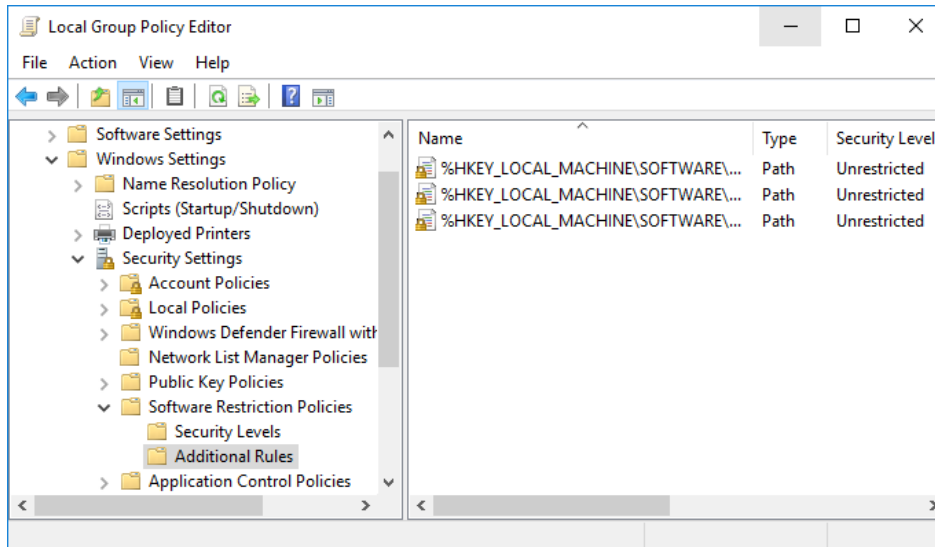 Local Group Policy Editor
File Action View Help
Software Settings
Windows Settings
Name Resolution Policy
Scripts (Startup/Shutdown)
Deployed Printers
Security Settings
Account Policies
Local Policies
Windows Defender Firewall with
Network List Manager Policies
Public Key Policies
Software Restriction Policies
Security Levels
Additional Rules
Application Control Policies
Name Type Security Level
%HKEY_LOCAL_MACHINE\SOFTWARE\... Path Unrestricted
%HKEY_LOCAL_MACHINE\SOFTWARE\... Path Unrestricted
%HKEY_LOCAL_MACHINE\SOFTWARE\... Path Unrestricted